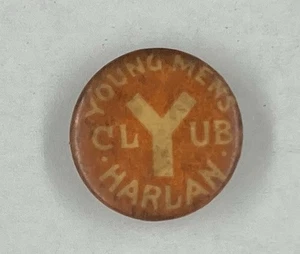 YOUNG MENS
CL Y UB
· HARLAN ·